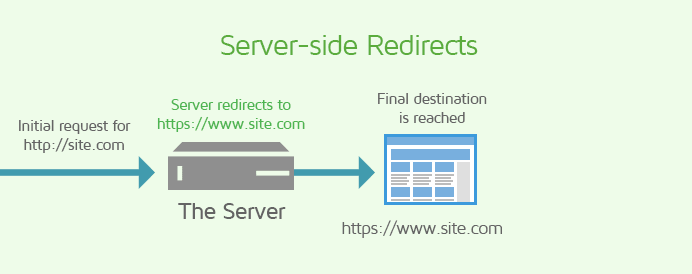 Server-side Redirects
Initial request for
http://site.com
Server redirects to
https://www.site.com
The Server
Final destination
is reached
https://www.site.com